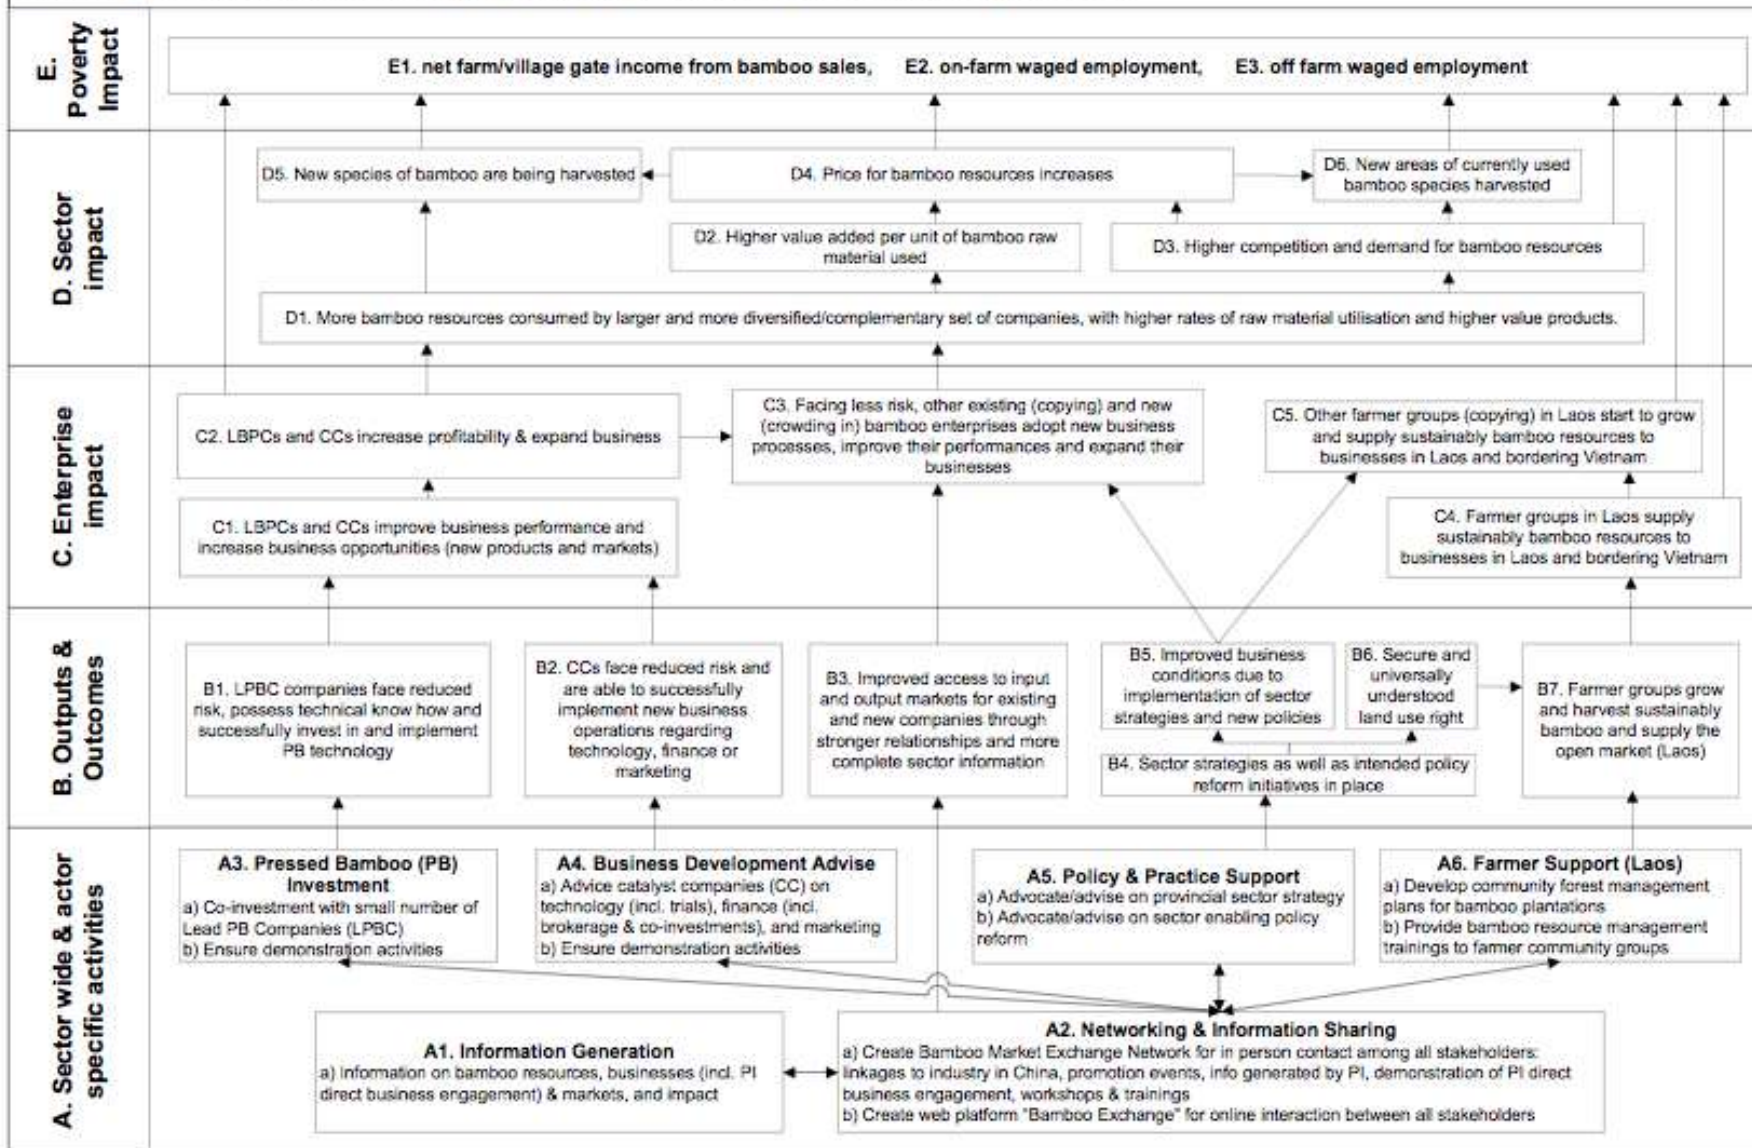 E.
Poverty
Impact
E1. net farm/village gate income from bamboo sales, E2. on-farm waged employment, E3. off farm waged employment
D. Sector
impact
D5. New species of bamboo are being harvested
D4. Price for bamboo resources increases
D6. New areas of currently used
bamboo species harvested
D2. Higher value added per unit of bamboo raw
material used
D3. Higher competition and demand for bamboo resources
D1. More bamboo resources consumed by larger and more diversified/complementary set of companies, with higher rates of raw material utilisation and higher value products.
C. Enterprise
impact
C2. LBPCs and CCs increase profitability & expand business
C3. Facing less risk, other existing (copying) and new
(crowding in) bamboo enterprises adopt new business
processes, improve their performances and expand their
businesses
C5. Other farmer groups (copying) in Laos start to grow
and supply sustainably bamboo resources to
businesses in Laos and bordering Vietnam
C1. LBPCs and CCs improve business performance and
increase business opportunities (new products and markets)
C4. Farmer groups in Laos supply
sustainably bamboo resources to
businesses in Laos and bordering Vietnam
B. Outputs &
Outcomes
B1. LPBC companies face reduced
risk, possess technical know how and
successfully invest in and implement
PB technology
B2. CCs face reduced risk and
are able to successfully
implement new business
operations regarding
technology, finance or
marketing
B3. Improved access to input
and output markets for existing
and new companies through
stronger relationships and more
complete sector information
B5. Improved business
conditions due to
implementation of sector
strategies and new policies
B6. Secure and
universally
understood
land use right
B7. Farmer groups grow
and harvest sustainably
bamboo and supply the
open market (Laos)
B4. Sector strategies as well as intended policy
reform initiatives in place
A. Sector wide & actor
specific activities
A3. Pressed Bamboo (PB)
Investment
a) Co-investment with small number of
Lead PB Companies (LPBC)
b) Ensure demonstration activities
A4. Business Development Advise
a) Advice catalyst companies (CC) on
technology (incl. trials), finance (incl.
brokerage & co-investments), and marketing
b) Ensure demonstration activities
A5. Policy & Practice Support
a) Advocate/advise on provincial sector strategy
b) Advocate/advise on sector enabling policy
reform
A6. Farmer Support (Laos)
a) Develop community forest management
plans for bamboo plantations
b) Provide bamboo resource management
trainings to farmer community groups
A1. Information Generation
a) Information on bamboo resources, businesses (incl. PI
direct business engagement) & markets, and impact
A2. Networking & Information Sharing
a) Create Bamboo Market Exchange Network for in person contact among all stakeholders:
linkages to industry in China, promotion events, info generated by PI, demonstration of PI direct
business engagement, workshops & trainings
b) Create web platform "Bamboo Exchange" for online interaction between all stakeholders